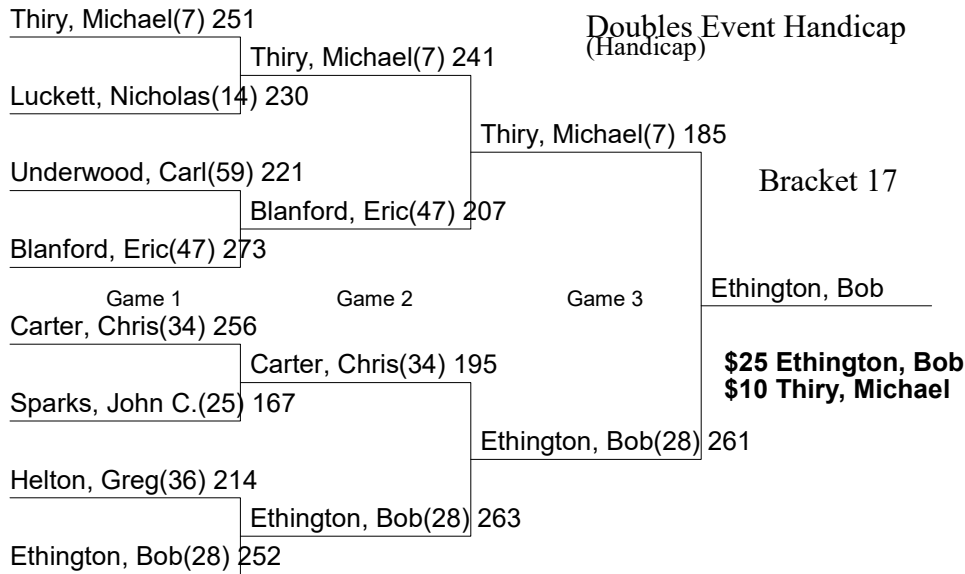 Thiry, Michael(7) 251
Doubles Event Handicap
(Handicap)
Thiry, Michael(7) 241
Luckett, Nicholas(14) 230
Thiry, Michael(7) 185
Underwood, Carl(59) 221
Bracket 17
Blanford, Eric(47) 207
Blanford, Eric(47) 273
Game 1
Game 2
Game 3
Ethington, Bob
Carter, Chris(34) 256
Carter, Chris(34) 195
$25 Ethington, Bob
$10 Thiry, Michael
Sparks, John C.(25) 167
Ethington, Bob(28) 261
Helton, Greg(36) 214
Ethington, Bob(28) 263
Ethington, Bob(28) 252